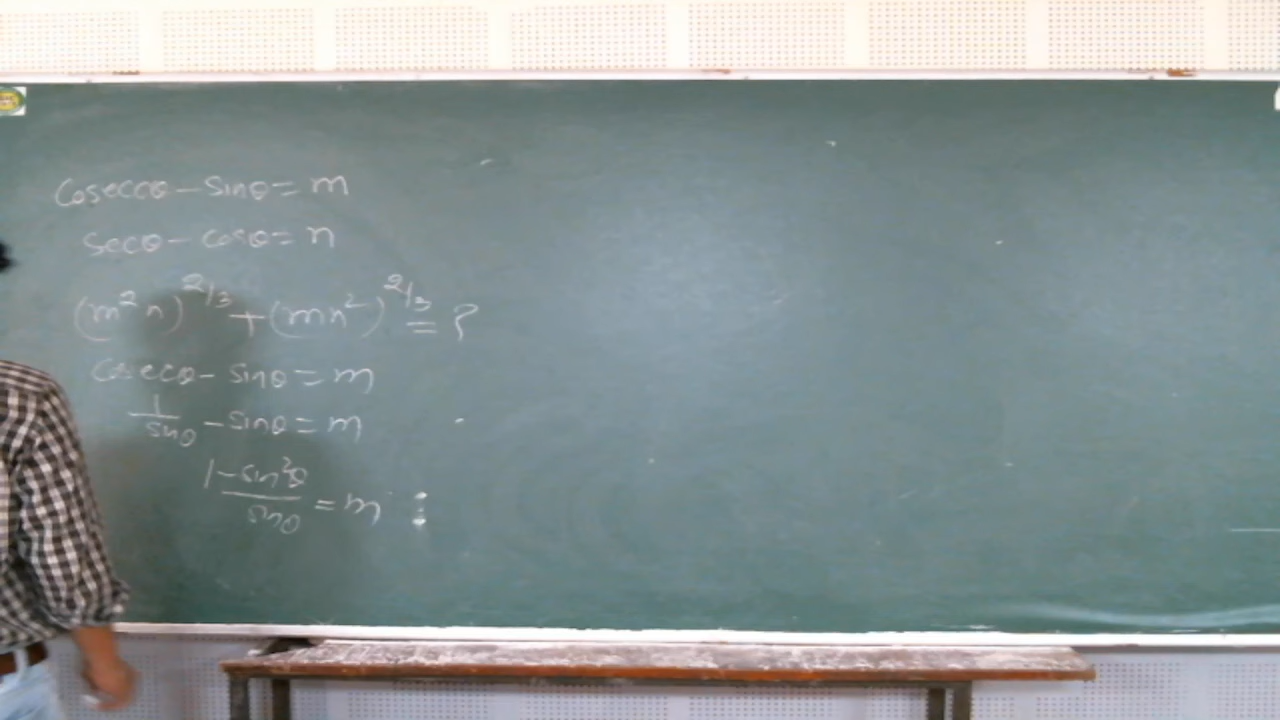 Cosecθ - sinθ = m
secθ - cosθ = n
(m²n)^2/3 + (mn²)^2/3 = ?
cosecθ - sinθ = m
1/sinθ - sinθ = m
1 - sin²θ/sinθ = m